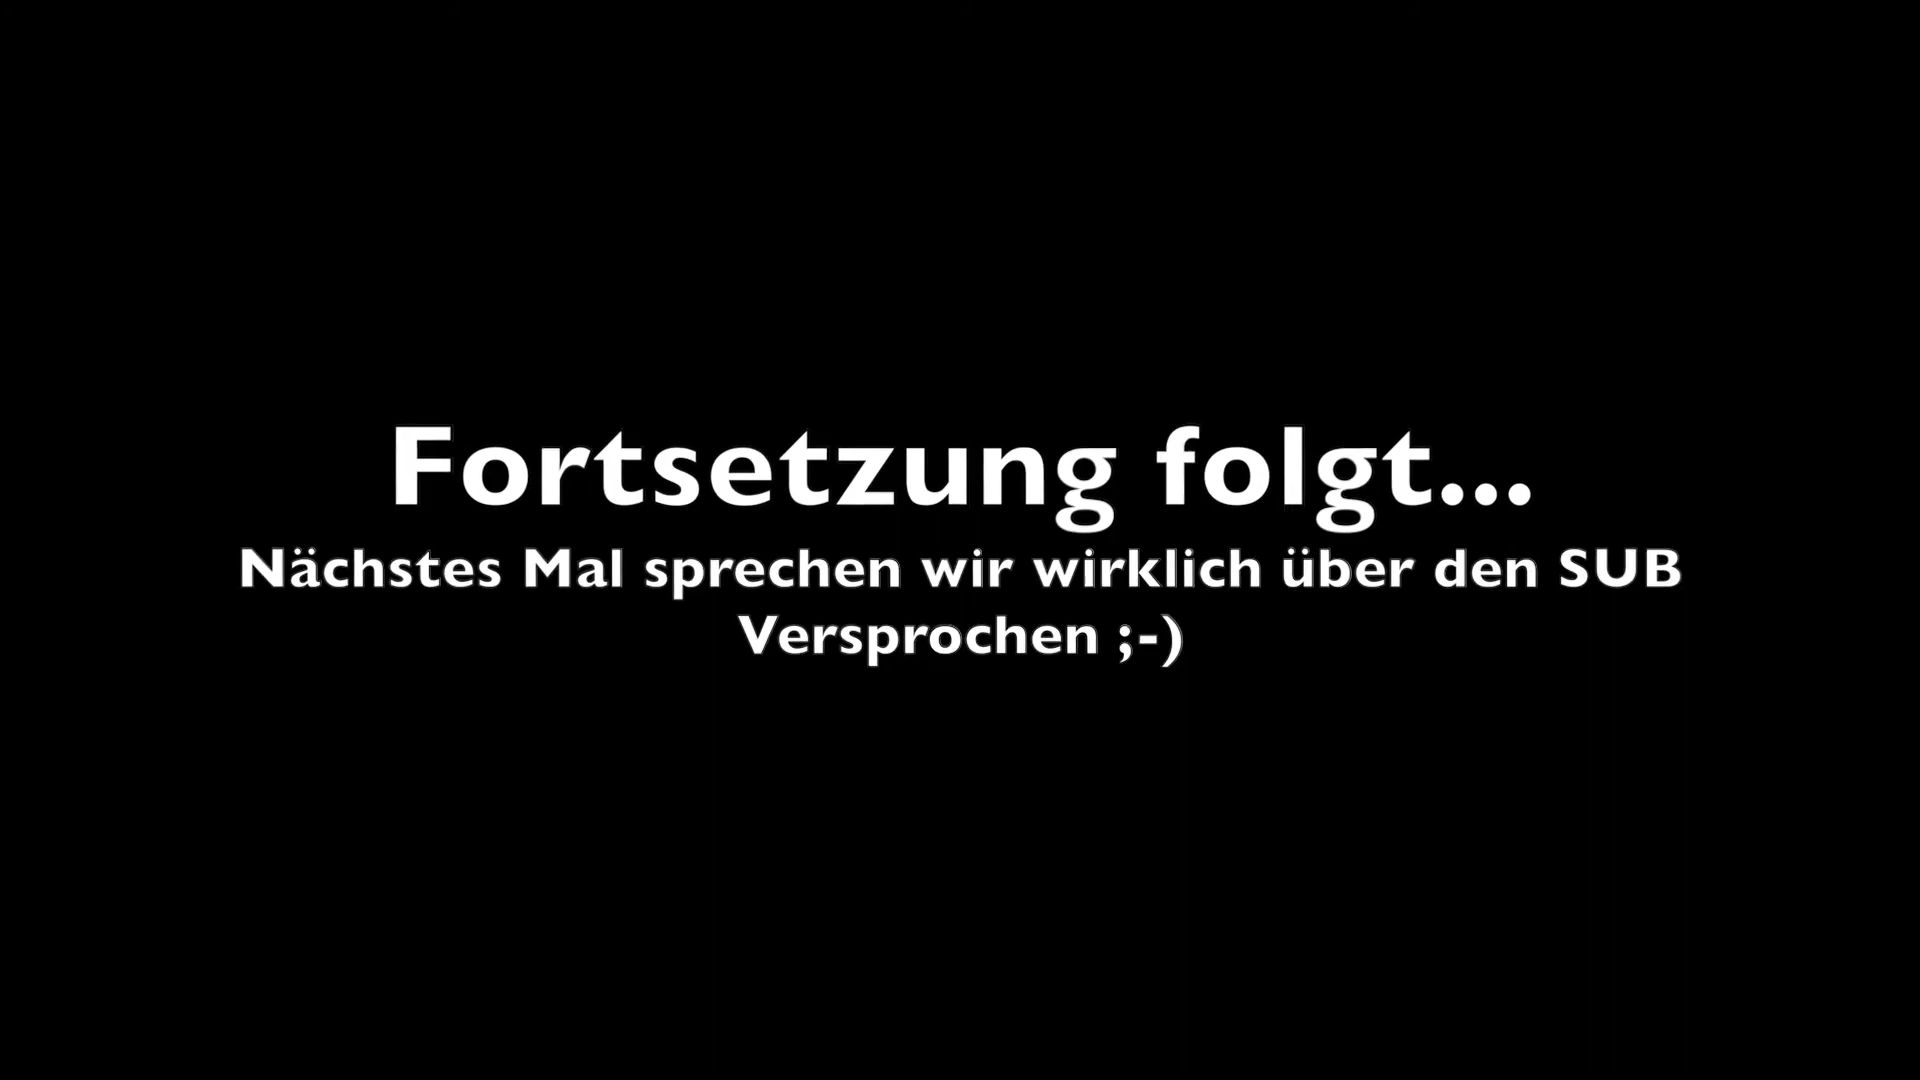 Fortsetzung folgt...
Nächstes Mal sprechen wir wirklich über den SUB
Versprochen ;-)